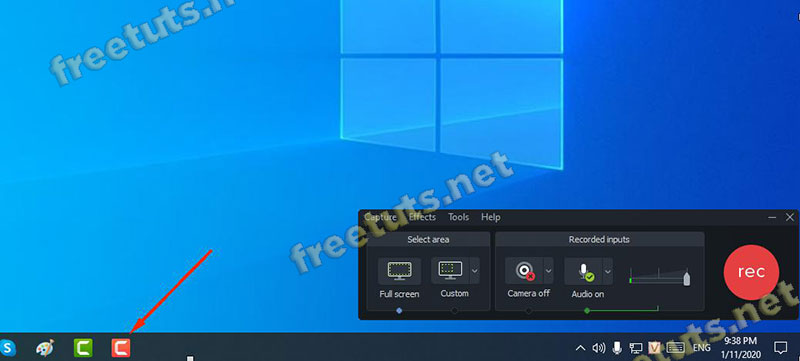 freetuts.net
Capture Effects Tools Help
freetuts.net
Select area
Recorded inputs
Full screen
Custom
Camera off
Audio on
rec
freetuts.net
S
C
C
V
ENG
9:38 PM
1/11/2020